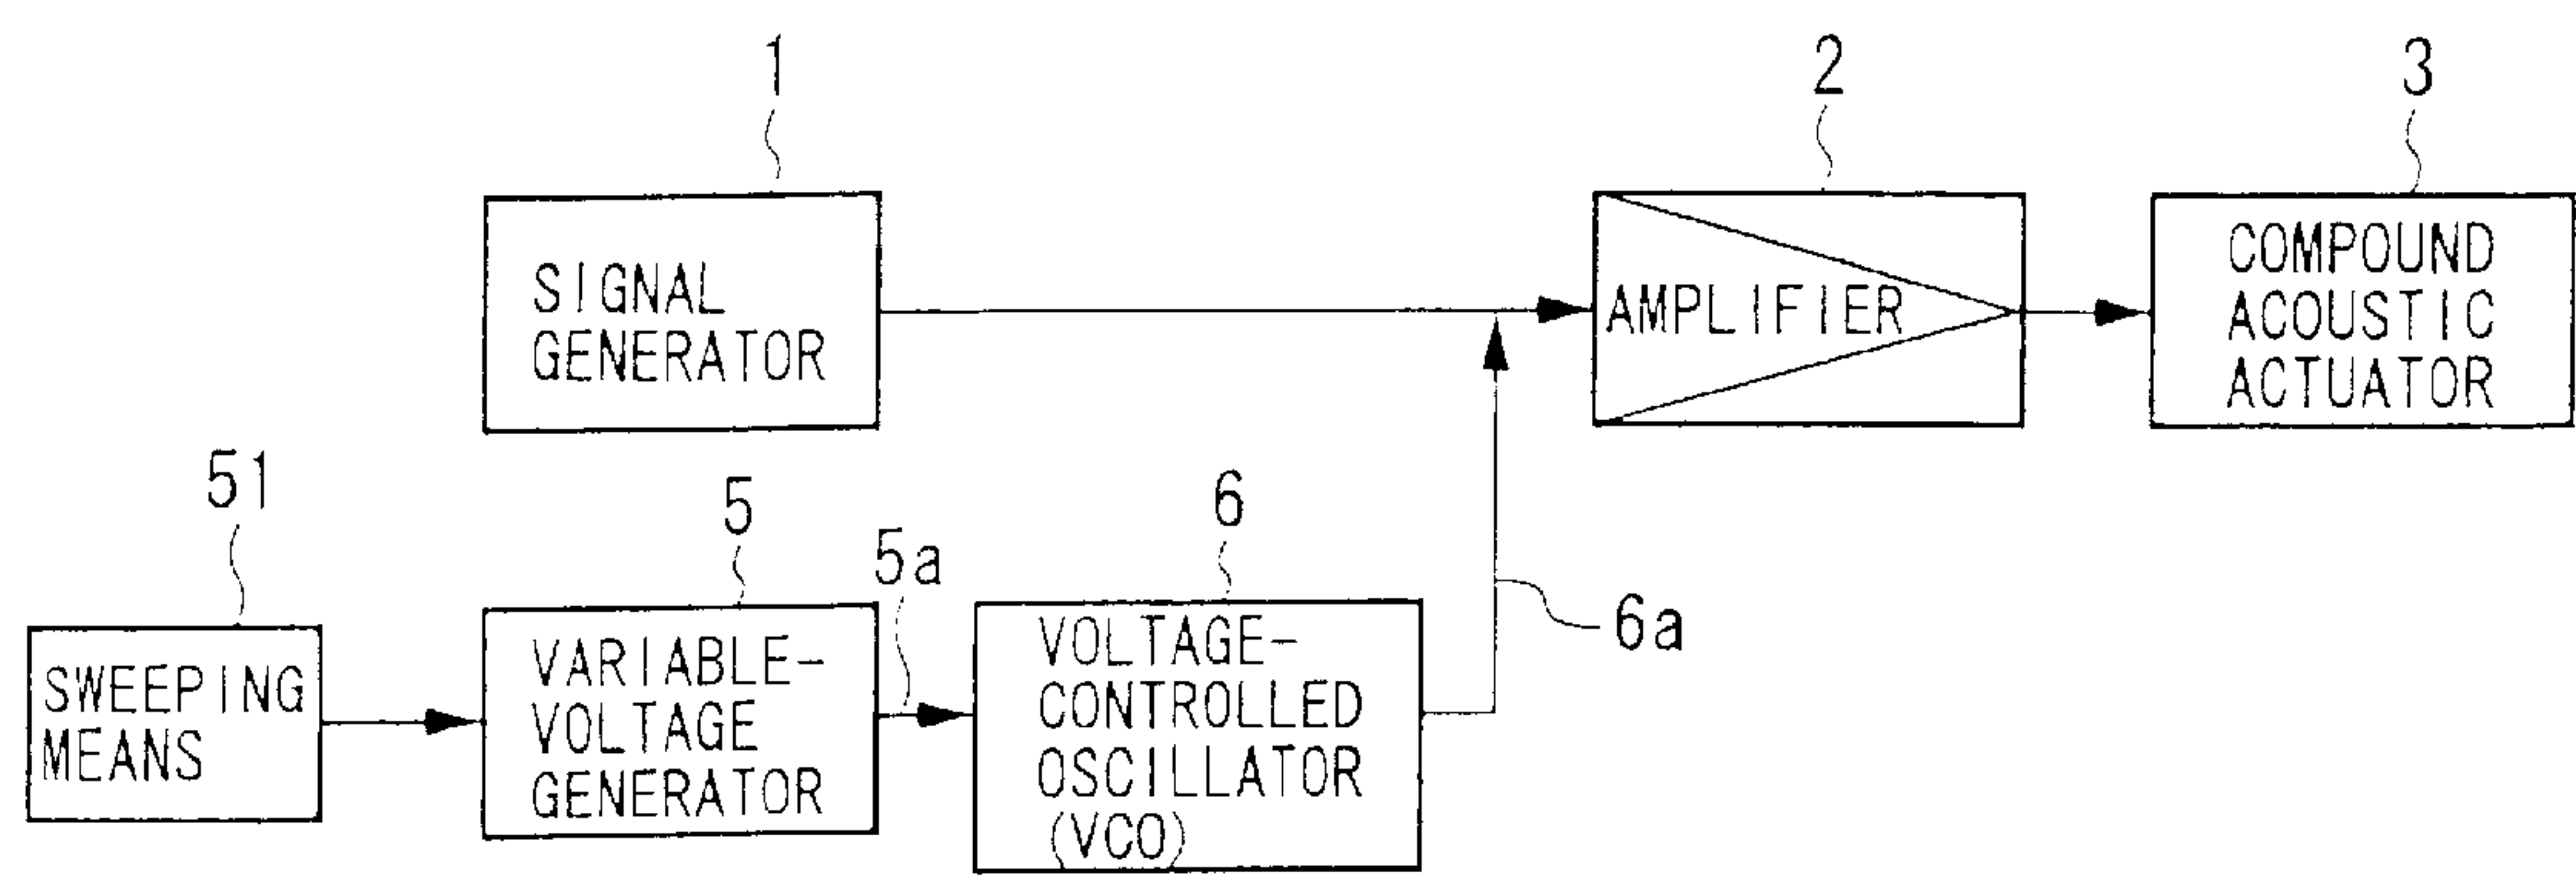 1
2
3
SIGNAL
GENERATOR
AMPLIFIER
COMPOUND
ACOUSTIC
ACTUATOR
51
5
5a
6
6a
SWEEPING
MEANS
VARIABLE-
VOLTAGE
GENERATOR
VOLTAGE-
CONTROLLED
OSCILLATOR
(VCO)